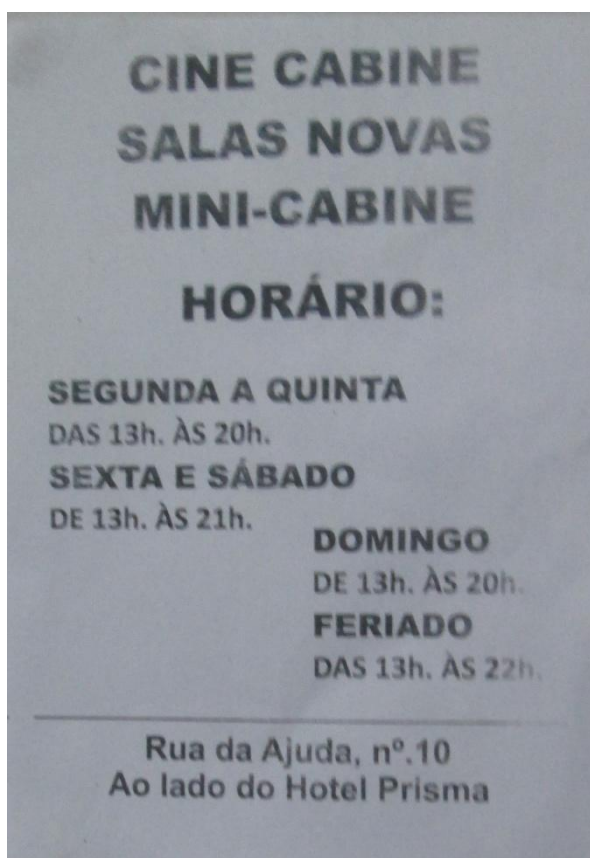 CINE CABINE
SALAS NOVAS
MINI-CABINE
HORÁRIO:
SEGUNDA A QUINTA
DAS 13h. ÀS 20h.
SEXTA E SÁBADO
DE 13h. ÀS 21h.
DOMINGO
DE 13h. ÀS 20h.
FERIADO
DAS 13h. ÀS 22h.
Rua da Ajuda, nº.10
Ao lado do Hotel Prisma